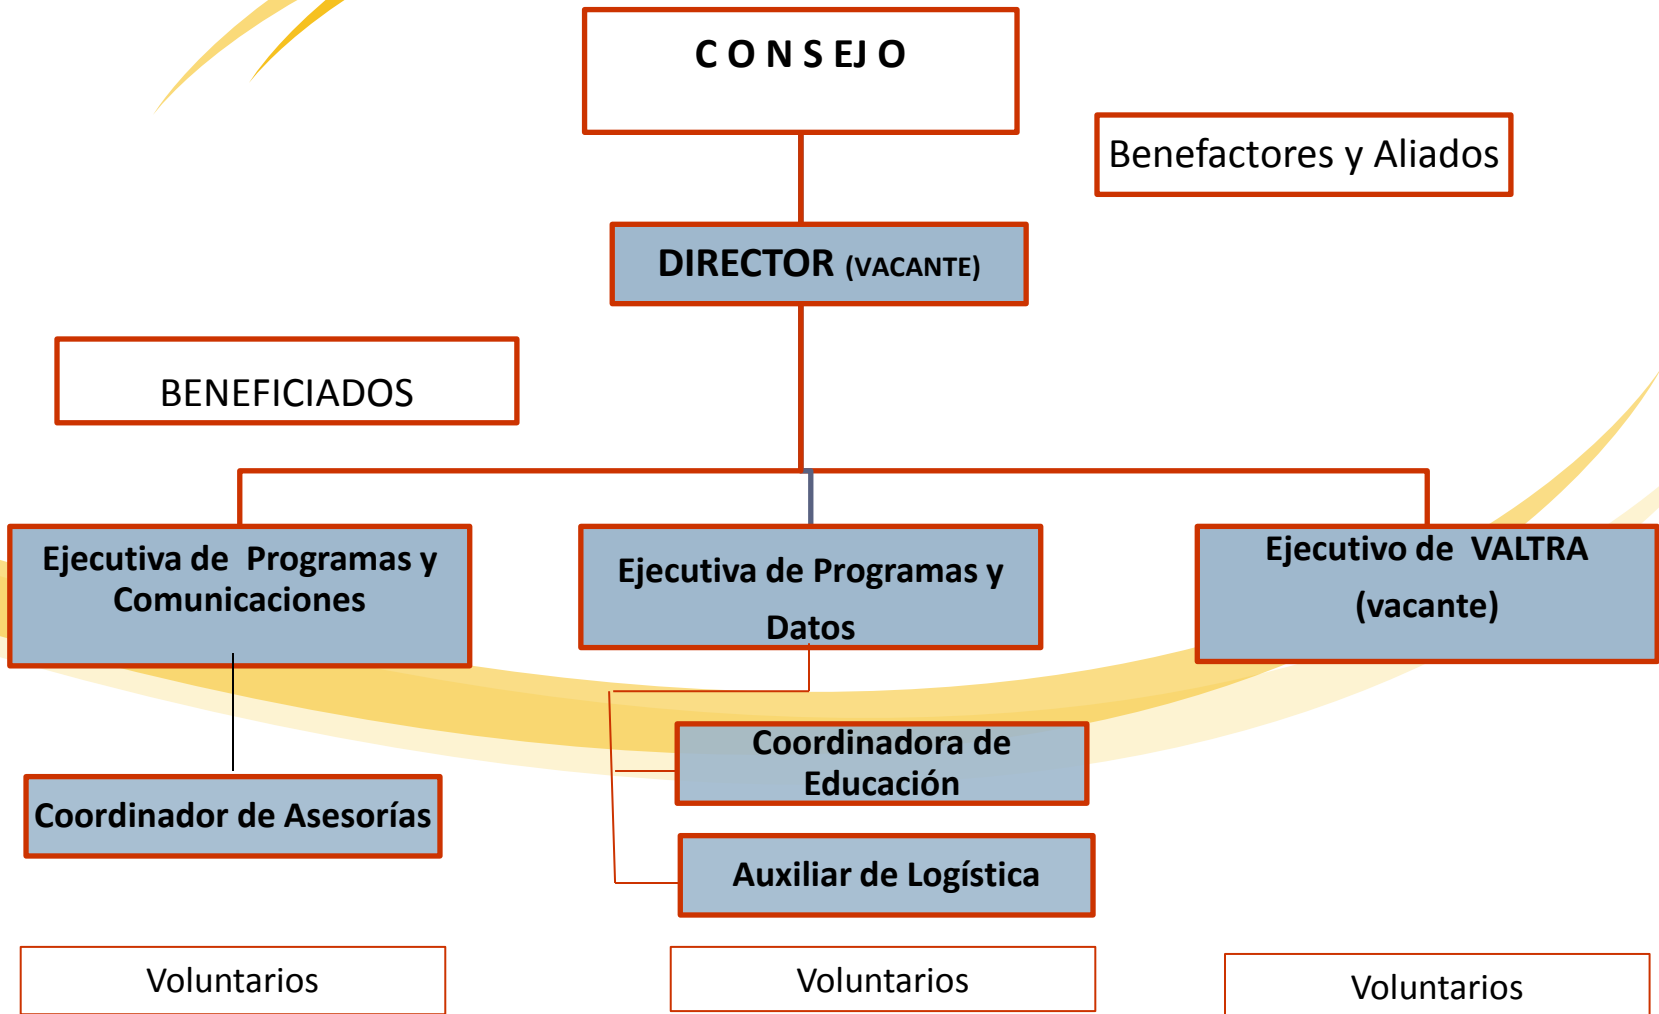 C O N S EJ O
Benefactores y Aliados
DIRECTOR (VACANTE)
BENEFICIADOS
Ejecutiva de Programas y
Comunicaciones
Ejecutiva de Programas y
Datos
Ejecutivo de VALTRA
(vacante)
Coordinadora de
Educación
Coordinador de Asesorías
Auxiliar de Logística
Voluntarios
Voluntarios
Voluntarios